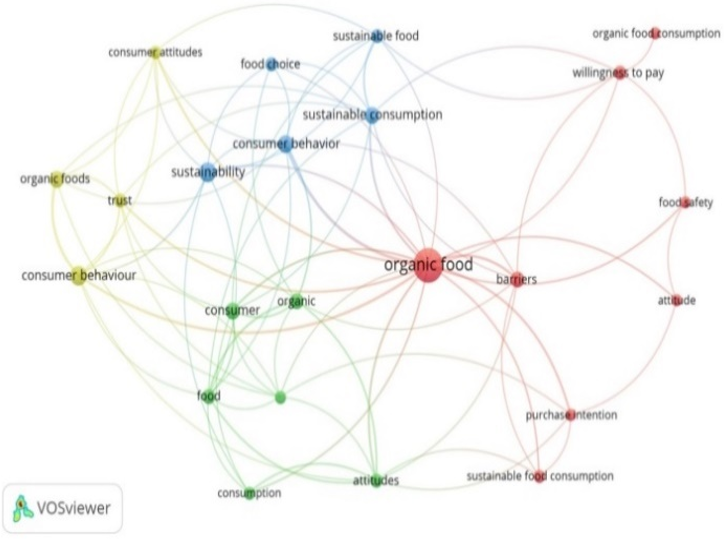 sustainable food
organic food consumption
consumer attitudes
food choice
willingness to pay
sustainable consumption
consumer behavior
sustainability
organic foods
trust
food safety
organic food
consumer behaviour
barriers
consumer
organic
attitude
food
purchase intention
attitudes
sustainable food consumption
consumption
VOSviewer